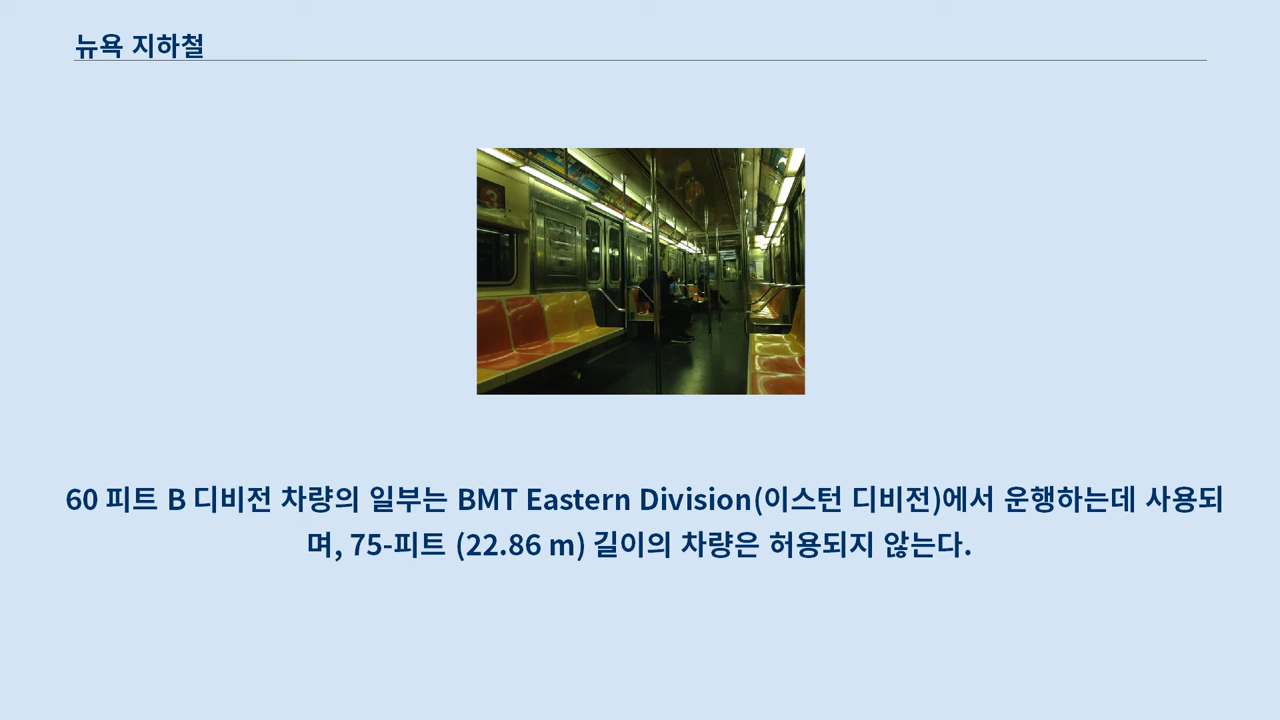 뉴욕 지하철
60 피트 B 디비전 차량의 일부는 BMT Eastern Division(이스턴 디비전)에서 운행하는데 사용되
며, 75-피트 (22.86 m) 길이의 차량은 허용되지 않는다.